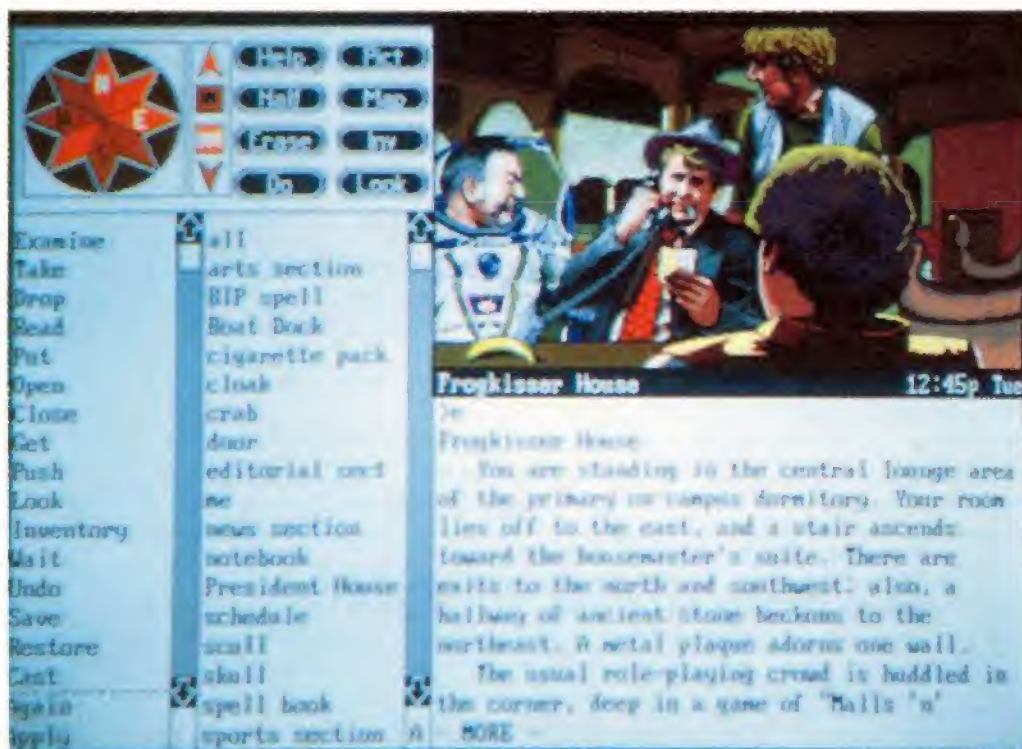 N
E
Help Pict
Half Map
Erase Inv
Do Look
Examine
Take
Drop
Read
Put
Open
Close
Get
Push
Look
Inventory
Wait
Undo
Save
Restore
Cast
Again
Apply
all
arts section
BIP spell
Boat Dock
cigarette pack
cloak
crab
door
editorial sect
me
news section
notebook
President House
schedule
skull
spell book
sports section
Frogkisser House 12:45p Tue
>e
Frogkisser House
You are standing in the central lounge area
of the primary on-campus dormitory. Your room
lies off to the east, and a stair ascends
toward the housemaster's suite. There are
exits to the north and southwest; also, a
hallway of ancient stone beckons to the
northeast. A metal plaque adorns one wall.
The usual role-playing crowd is huddled in
the corner, deep in a game of "Malls 'n'
- MORE -